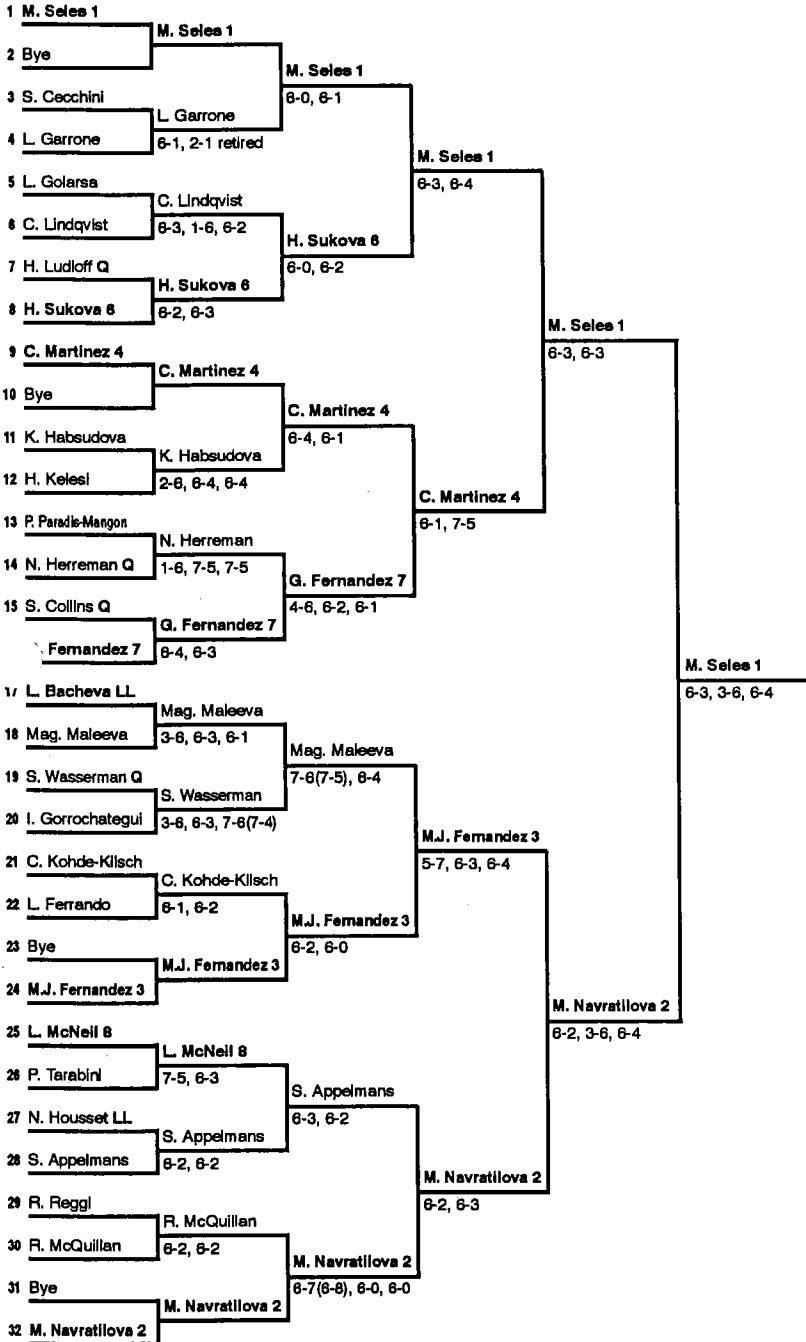 1 M. Seles 1
2 Bye
3 S. Cecchini
4 L. Garrone
5 L. Golarsa
6 C. Lindqvist
7 H. Ludloff Q
8 H. Sukova 6
9 C. Martinez 4
10 Bye
11 K. Habsudova
12 H. Kelesi
13 P. Paradis-Mangon
14 N. Herreman Q
15 S. Collins Q
Fernandez 7
17 L. Bacheva LL
18 Mag. Maleeva
19 S. Wasserman Q
20 I. Gorrochategui
21 C. Kohde-Kilsch
22 L. Ferrando
23 Bye
24 M.J. Fernandez 3
25 L. McNeil 8
26 P. Tarabini
27 N. Housset LL
28 S. Appelmans
29 R. Reggi
30 R. McQuillan
31 Bye
32 M. Navratilova 2
M. Seles 1
L. Garrone
6-1, 2-1 retired
C. Lindqvist
6-3, 1-6, 6-2
H. Sukova 6
6-2, 6-3
C. Martinez 4
K. Habsudova
2-6, 6-4, 6-4
N. Herreman
1-6, 7-5, 7-5
G. Fernandez 7
6-4, 6-3
Mag. Maleeva
3-6, 6-3, 6-1
S. Wasserman
3-6, 6-3, 7-6(7-4)
C. Kohde-Kilsch
6-1, 6-2
M.J. Fernandez 3
L. McNeil 8
7-5, 6-3
S. Appelmans
6-2, 6-2
R. McQuillan
6-2, 6-2
M. Navratilova 2
M. Seles 1
6-0, 6-1
H. Sukova 6
6-0, 6-2
C. Martinez 4
6-4, 6-1
G. Fernandez 7
4-6, 6-2, 6-1
Mag. Maleeva
7-6(7-5), 6-4
M.J. Fernandez 3
6-2, 6-0
S. Appelmans
6-3, 6-2
M. Navratilova 2
6-7(6-8), 6-0, 6-0
M. Seles 1
6-3, 6-4
C. Martinez 4
6-1, 7-5
M.J. Fernandez 3
5-7, 6-3, 6-4
M. Navratilova 2
6-2, 6-3
M. Seles 1
6-3, 6-3
M. Navratilova 2
6-2, 3-6, 6-4
M. Seles 1
6-3, 3-6, 6-4